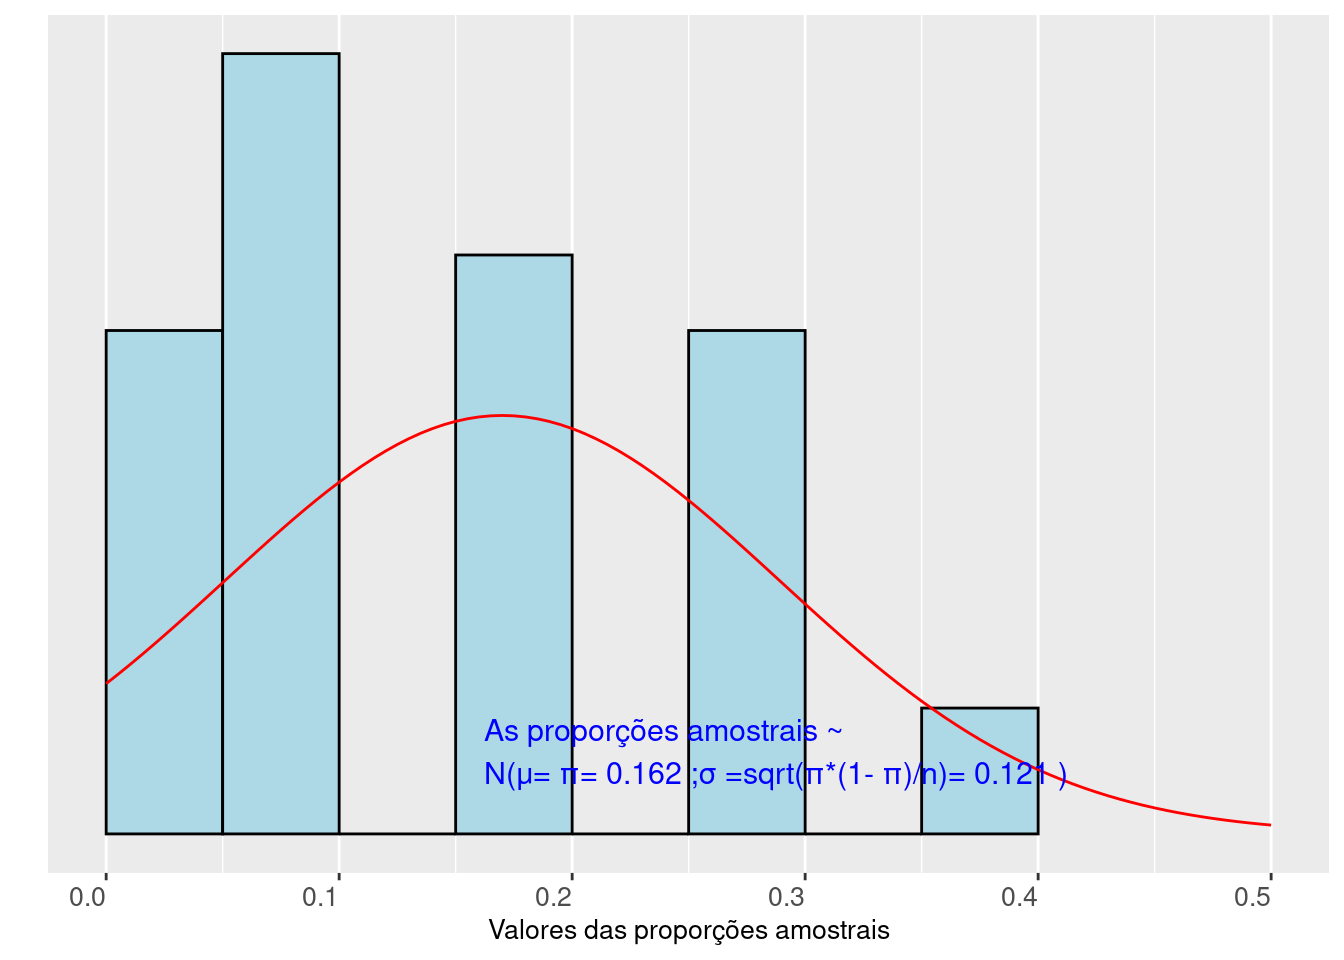 As proporções amostrais ~
N(μ= π= 0.162 ;σ =sqrt(π*(1- π)/n)= 0.121 )
0.0 0.1 0.2 0.3 0.4 0.5
Valores das proporções amostrais